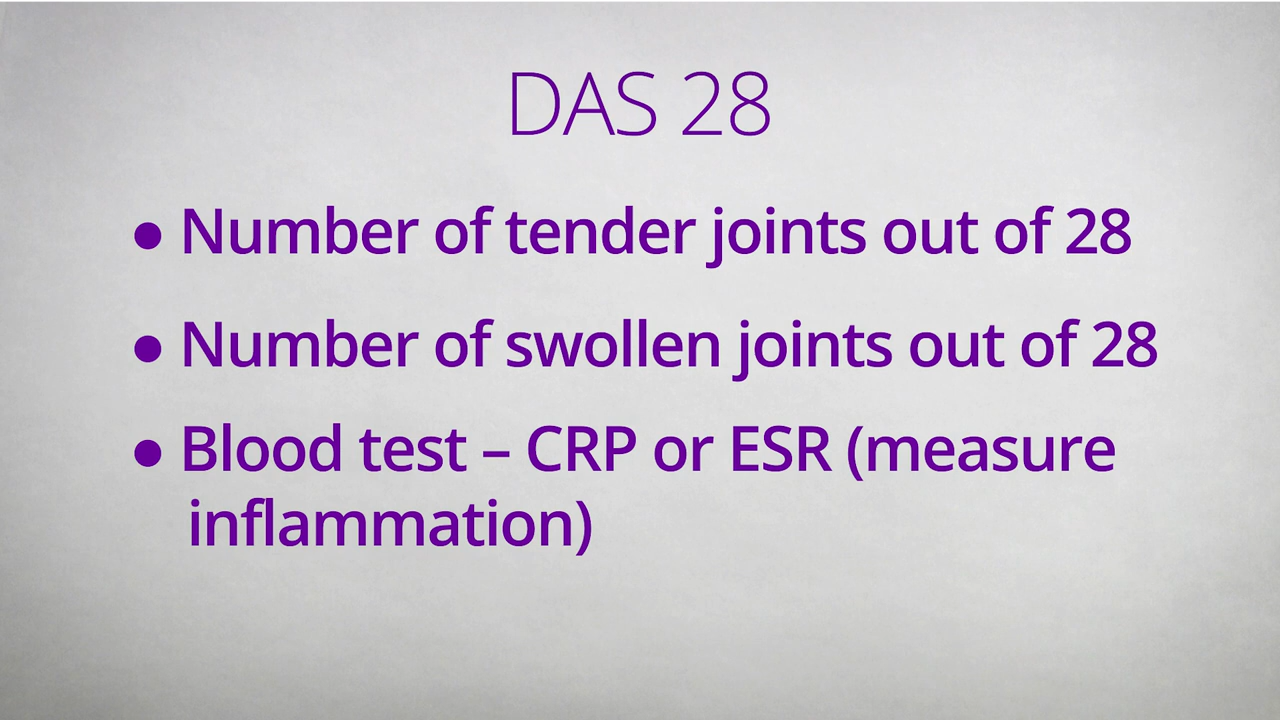 DAS 28
• Number of tender joints out of 28
• Number of swollen joints out of 28
• Blood test – CRP or ESR (measure
inflammation)